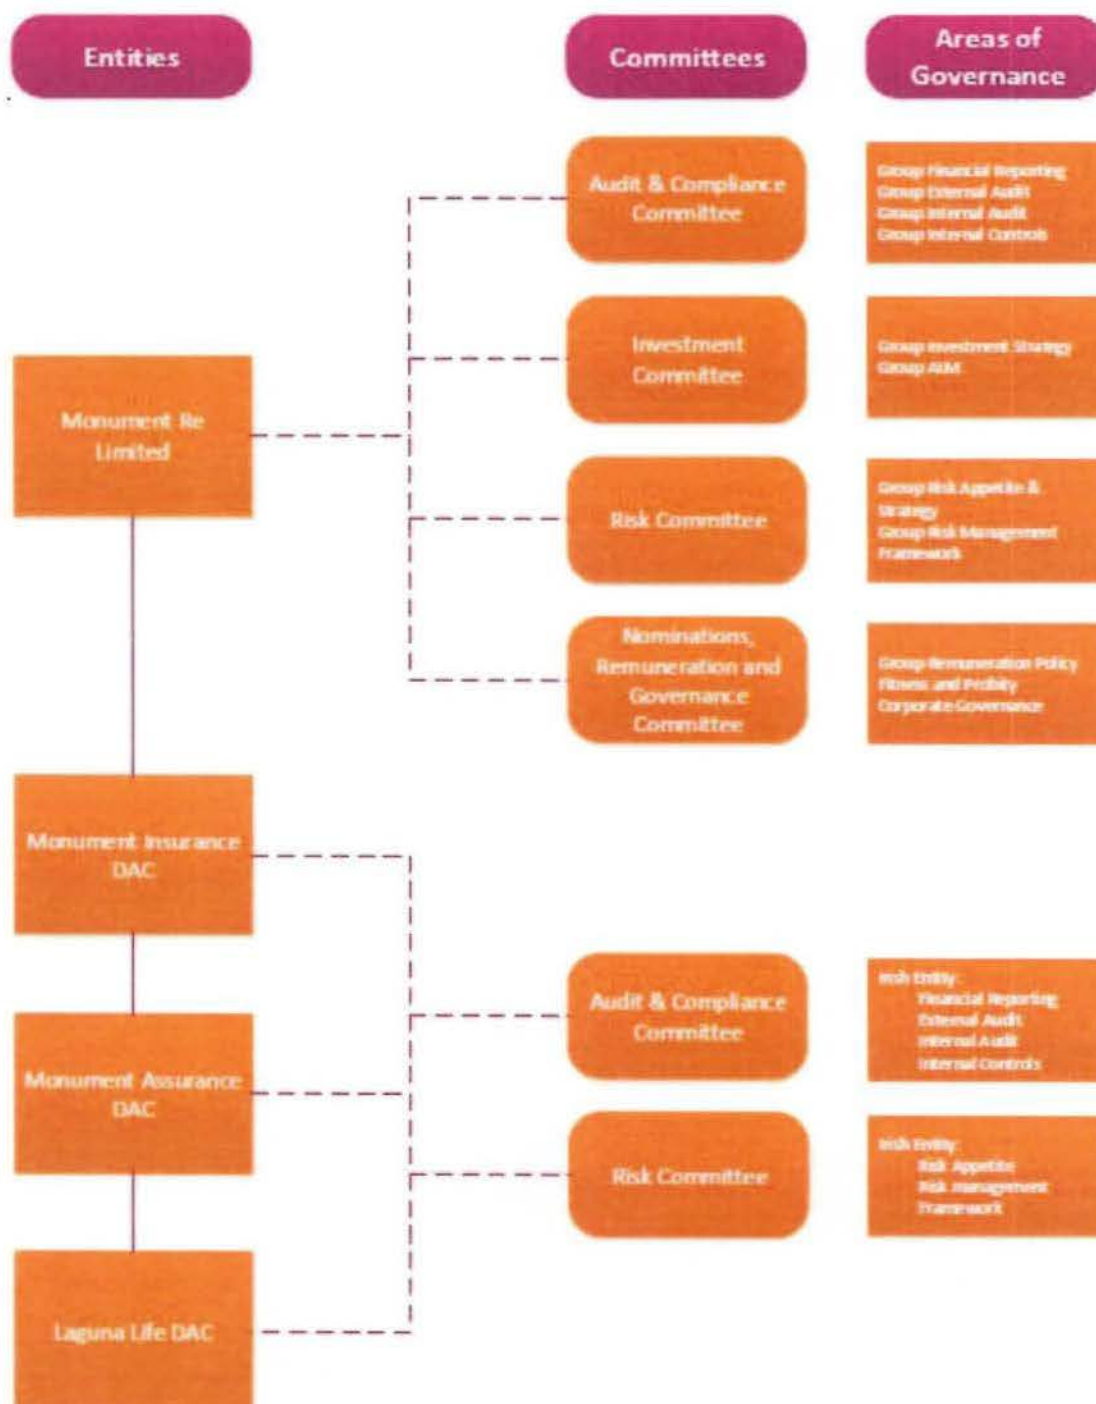 Entities
Committees
Areas of
Governance
Audit & Compliance
Committee
Group Financial Reporting
Group External Audit
Group Internal Audit
Group Internal Controls
Investment
Committee
Group Investment Strategy
Group ALM
Monument Re
Limited
Risk Committee
Group Risk Appetite &
Strategy
Group Risk Management
Framework
Nominations,
Remuneration and
Governance
Committee
Group Remuneration Policy
Fitness and Probity
Corporate Governance
Monument Insurance
DAC
Audit & Compliance
Committee
Irish Entity:
Financial Reporting
External Audit
Internal Audit
Internal Controls
Monument Assurance
DAC
Risk Committee
Irish Entity:
Risk Appetite
Risk management
Framework
Laguna Life DAC